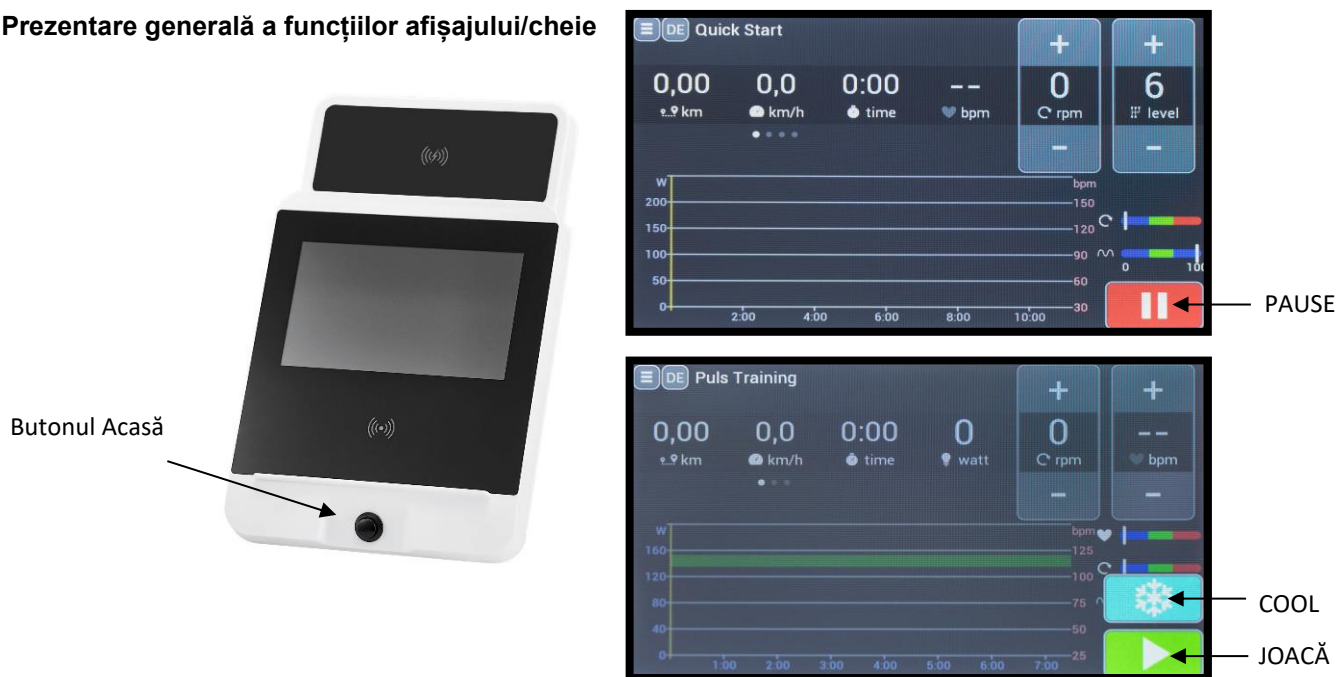 Prezentare generală a funcțiilor afișajului/cheie
Butonul Acasă
DE Quick Start
0,00 0,0 0:00 -- 0 6
km km/h time bpm rpm level
W bpm
200 150
150 120
100 90
50 60
0 30
2:00 4:00 6:00 8:00 10:00
0 100
PAUSE
DE Puls Training
0,00 0,0 0:00 0 0 --
km km/h time watt rpm bpm
W bpm
160 125
120 100
80 75
40 50
0 25
1:00 2:00 3:00 4:00 5:00 6:00 7:00
COOL
JOACĂ